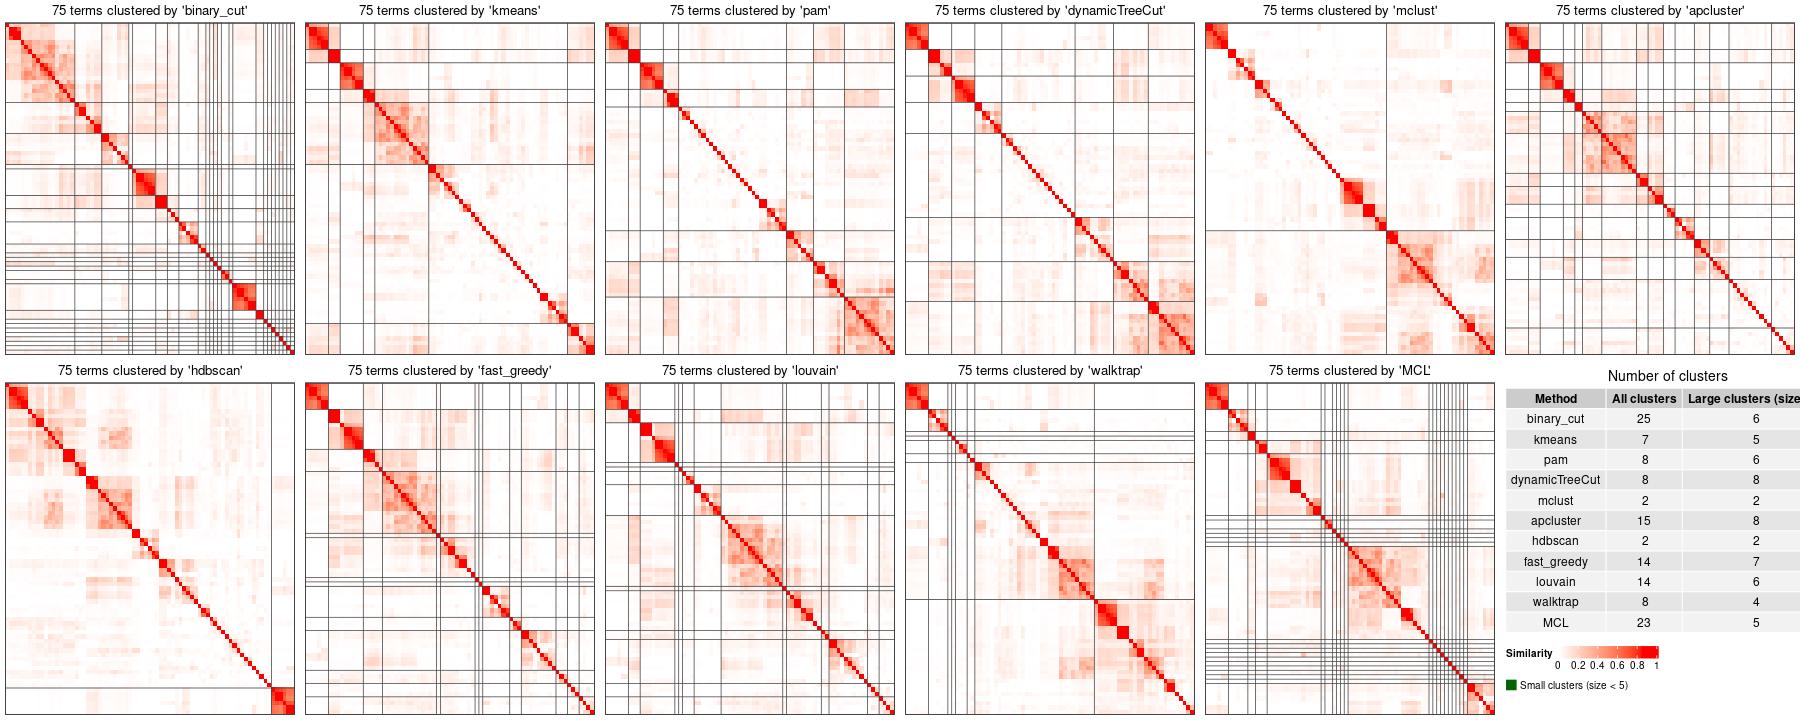 75 terms clustered by 'binary_cut'
75 terms clustered by 'kmeans'
75 terms clustered by 'pam'
75 terms clustered by 'dynamicTreeCut'
75 terms clustered by 'mclust'
75 terms clustered by 'apcluster'
75 terms clustered by 'hdbscan'
75 terms clustered by 'fast_greedy'
75 terms clustered by 'louvain'
75 terms clustered by 'walktrap'
75 terms clustered by 'MCL'
Number of clusters
Method All clusters Large clusters (size
binary_cut 25 6
kmeans 7 5
pam 8 6
dynamicTreeCut 8 8
mclust 2 2
apcluster 15 8
hdbscan 2 2
fast_greedy 14 7
louvain 14 6
walktrap 8 4
MCL 23 5
Similarity
0 0.2 0.4 0.6 0.8 1
Small clusters (size < 5)